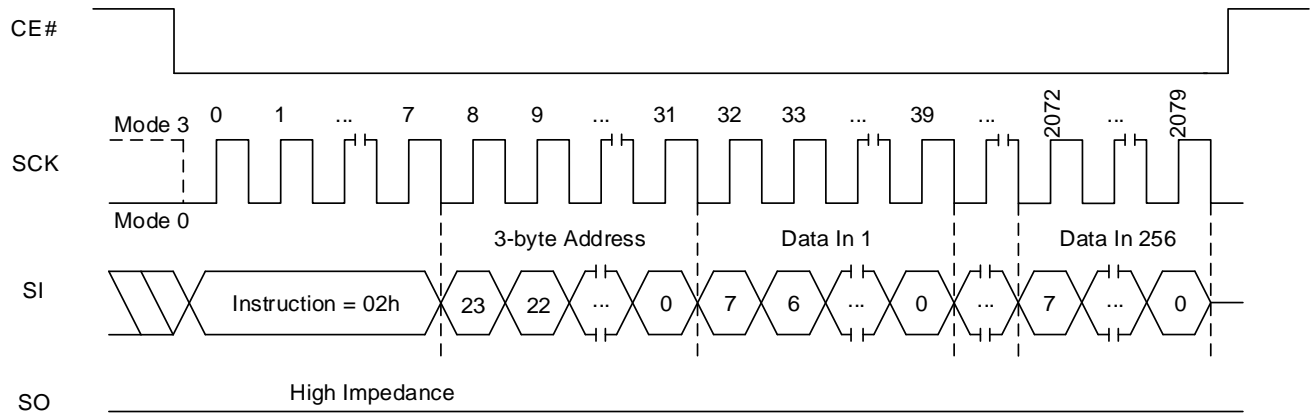 CE#
0 1 ... 7 8 9 ... 31 32 33 ... 39 ... 2072 ... 2079
Mode 3
SCK
Mode 0
3-byte Address Data In 1 Data In 256
SI
Instruction = 02h 23 22 ... 0 7 6 ... 0 ... 7 ... 0
High Impedance
SO